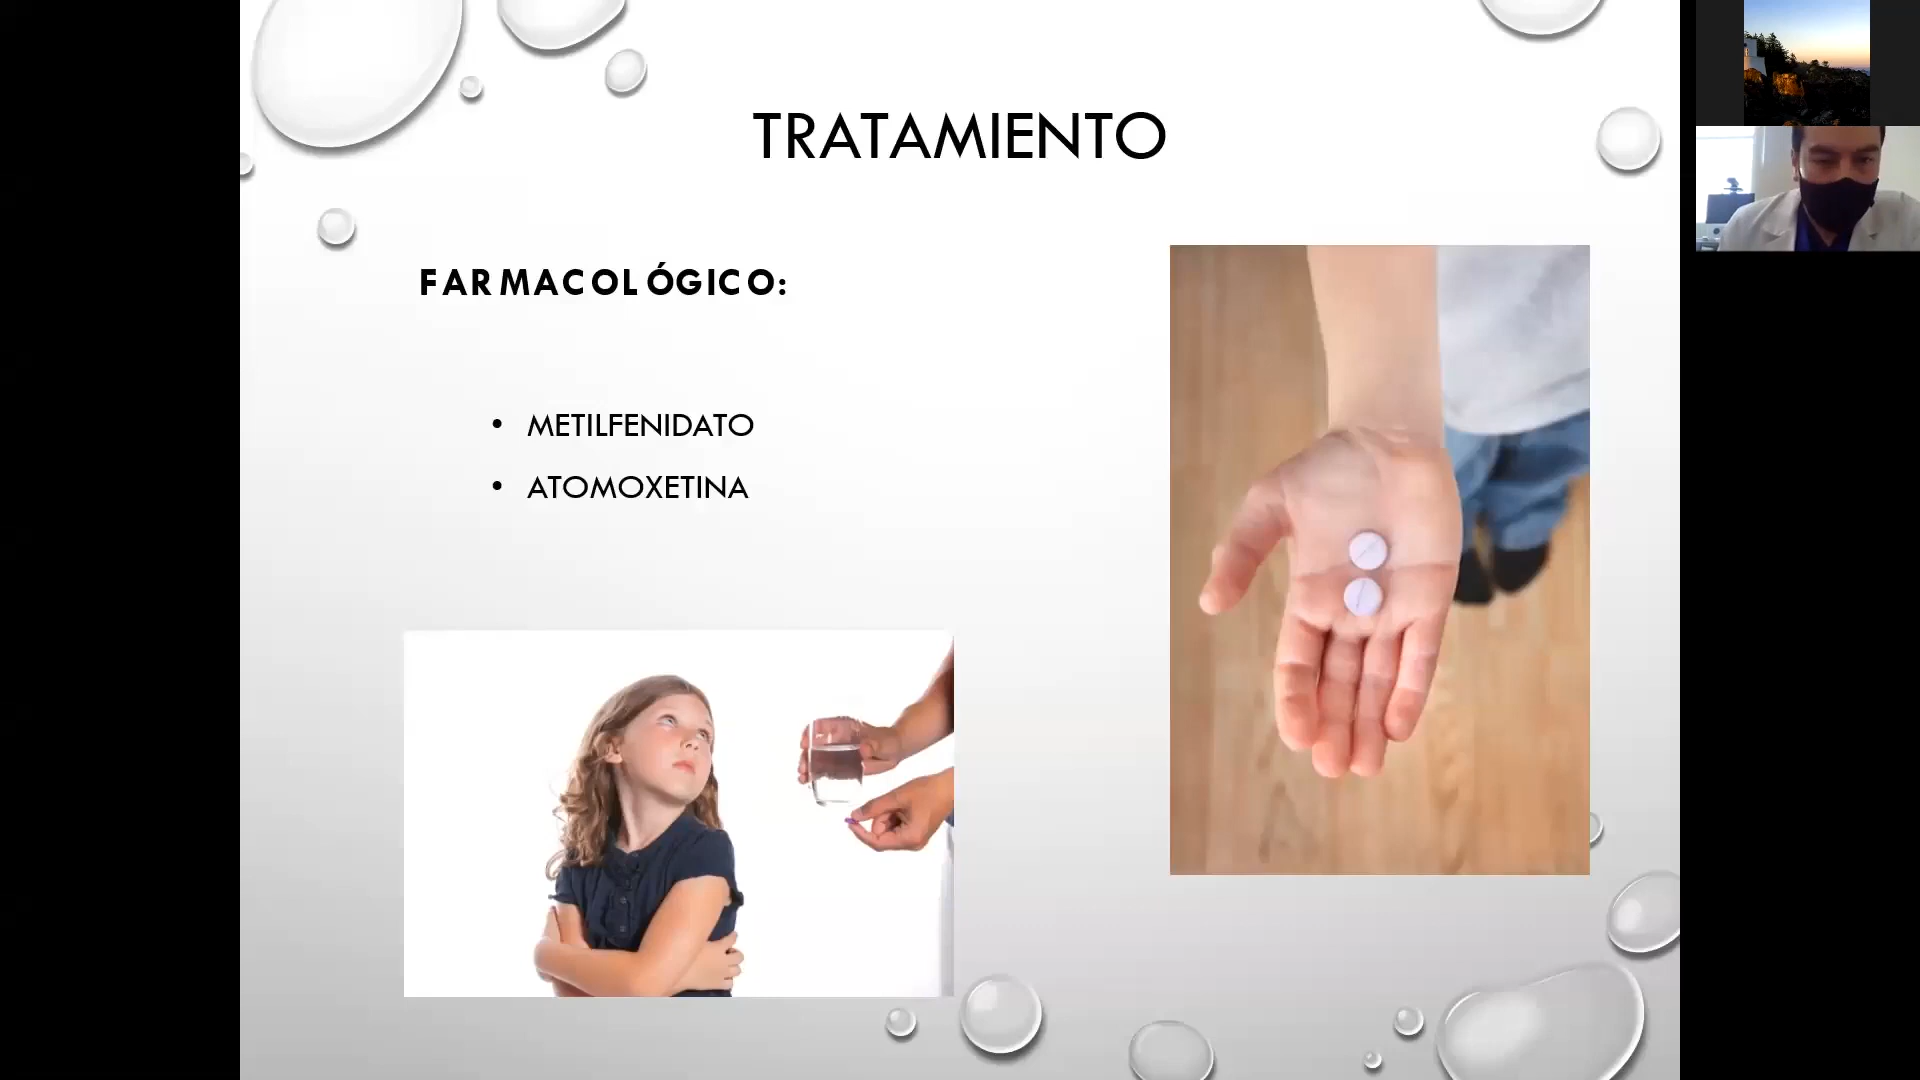 TRATAMIENTO
FARMACOLÓGICO:
• METILFENIDATO
• ATOMOXETINA